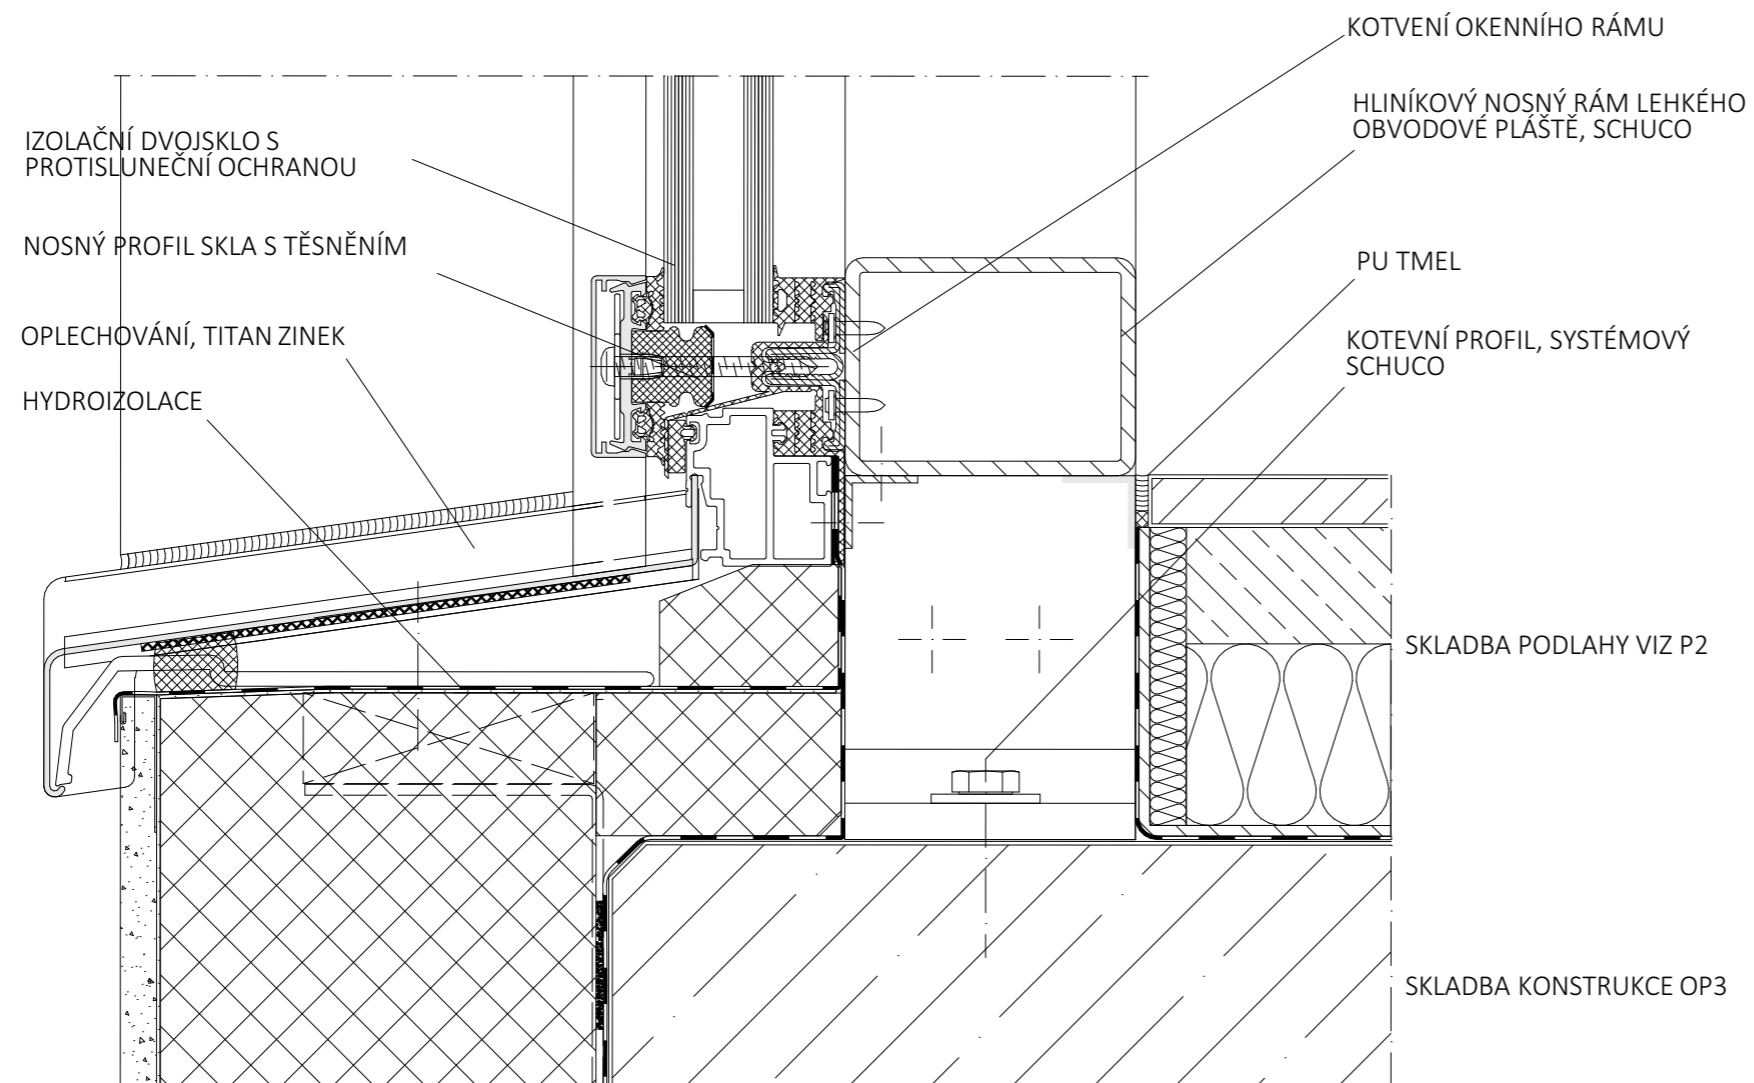 KOTVENÍ OKENNÍHO RÁMU
HLINÍKOVÝ NOSNÝ RÁM LEHKÉHO
OBVODOVÉ PLÁŠTĚ, SCHUCO
IZOLAČNÍ DVOJSKLO S
PROTISLUNEČNÍ OCHRANOU
NOSNÝ PROFIL SKLA S TĚSNĚNÍM
PU TMEL
OPLECHOVÁNÍ, TITAN ZINEK
KOTEVNÍ PROFIL, SYSTÉMOVÝ
SCHUCO
HYDROIZOLACE
SKLADBA PODLAHY VIZ P2
SKLADBA KONSTRUKCE OP3